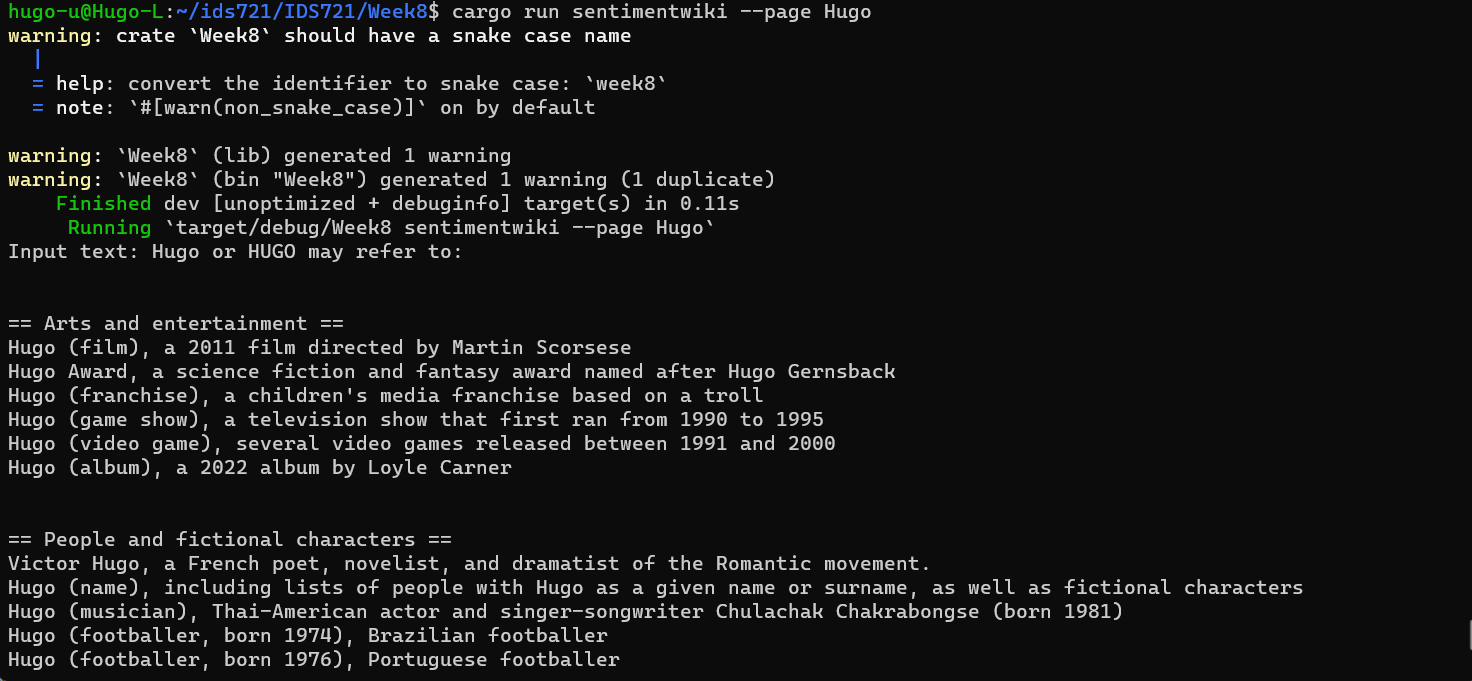 hugo-u@Hugo-L:~/ids721/IDS721/Week8$ cargo run sentimentwiki --page Hugo
warning: crate `Week8` should have a snake case name
  |
  = help: convert the identifier to snake case: `week8`
  = note: `#[warn(non_snake_case)]` on by default

warning: `Week8` (lib) generated 1 warning
warning: `Week8` (bin "Week8") generated 1 warning (1 duplicate)
    Finished dev [unoptimized + debuginfo] target(s) in 0.11s
     Running `target/debug/Week8 sentimentwiki --page Hugo`
Input text: Hugo or HUGO may refer to:


== Arts and entertainment ==
Hugo (film), a 2011 film directed by Martin Scorsese
Hugo Award, a science fiction and fantasy award named after Hugo Gernsback
Hugo (franchise), a children's media franchise based on a troll
Hugo (game show), a television show that first ran from 1990 to 1995
Hugo (video game), several video games released between 1991 and 2000
Hugo (album), a 2022 album by Loyle Carner


== People and fictional characters ==
Victor Hugo, a French poet, novelist, and dramatist of the Romantic movement.
Hugo (name), including lists of people with Hugo as a given name or surname, as well as fictional characters
Hugo (musician), Thai-American actor and singer-songwriter Chulachak Chakrabongse (born 1981)
Hugo (footballer, born 1974), Brazilian footballer
Hugo (footballer, born 1976), Portuguese footballer